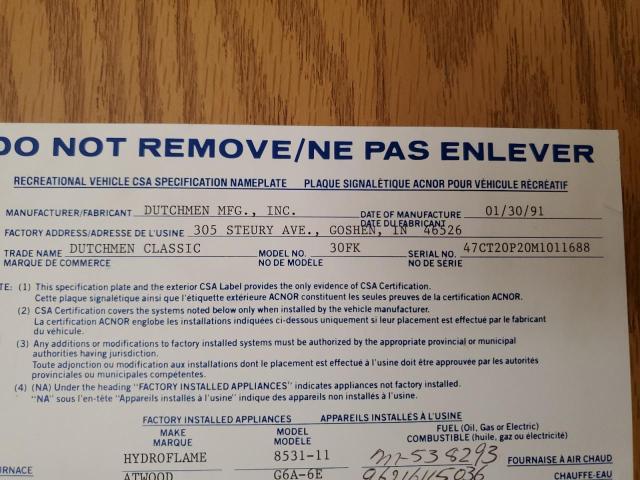 DO NOT REMOVE/NE PAS ENLEVER
RECREATIONAL VEHICLE CSA SPECIFICATION NAMEPLATE PLAQUE SIGNALÉTIQUE ACNOR POUR VÉHICULE RÉCRÉATIF
MANUFACTURER/FABRICANT DUTCHMEN MFG., INC. DATE OF MANUFACTURE 01/30/91
DATE DU FABRICANT
FACTORY ADDRESS/ADRESSE DE L'USINE 305 STEURY AVE., GOSHEN, IN 46526
TRADE NAME DUTCHMEN CLASSIC MODEL NO. 30FK SERIAL NO. 47CT20P20M1011688
MARQUE DE COMMERCE NO DE MODÈLE NO DE SÉRIE
TE: (1) This specification plate and the exterior CSA Label provides the only evidence of CSA Certification.
Cette plaque signalétique ainsi que l'étiquette extérieure ACNOR constituent les seules preuves de la certification ACNOR.
(2) CSA Certification covers the systems noted below only when installed by the vehicle manufacturer.
La certification ACNOR englobe les installations indiquées ci-dessous uniquement si leur placement est effectué par le fabricant
du véhicule.
(3) Any additions or modifications to factory installed systems must be authorized by the appropriate provincial or municipal
authorities having jurisdiction.
Toute adjonction ou modification aux installations dont le placement est effectué à l'usine doit être approuvée par les autorités
provinciales ou municipales compétentes.
(4) (NA) Under the heading "FACTORY INSTALLED APPLIANCES" indicates appliances not factory installed.
"NA" sous l'en-tête "Appareils installés à l'usine" indique des appareils non installés à l'usine.
FACTORY INSTALLED APPLIANCES APPAREILS INSTALLÉS À L'USINE
MAKE MODEL FUEL (Oil, Gas or Electric)
MARQUE MODÈLE COMBUSTIBLE (huile, gaz ou électricité)
HYDROFLAME 8531-11 m-538293 FOURNAISE À AIR CHAUD
URNACE ATWOOD G6A-6E CHAUFFE-EAU